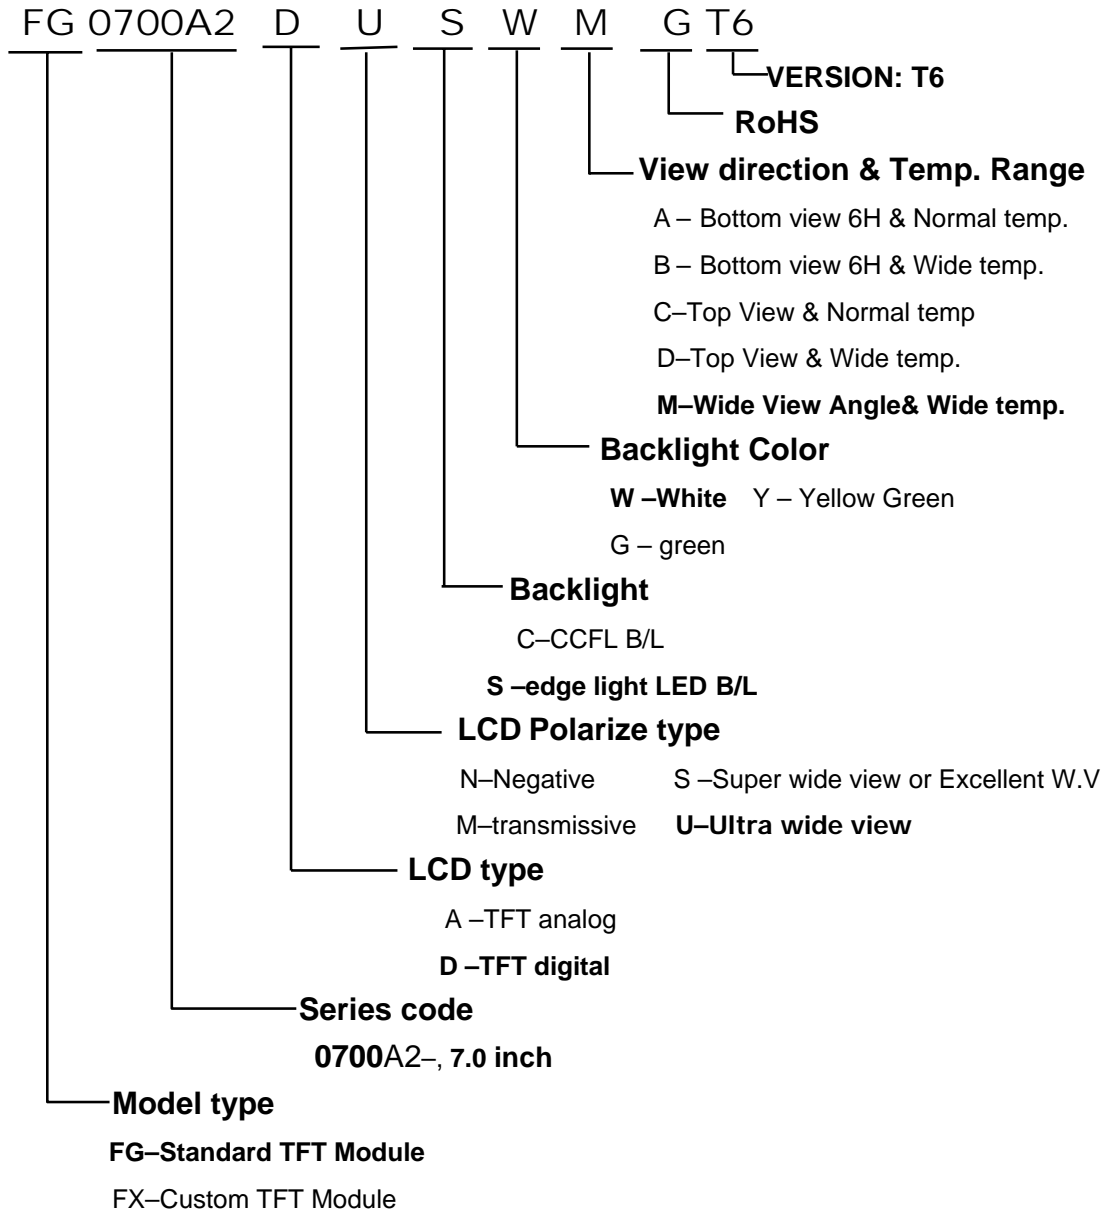 FG 0700A2 D U S W M G T6
VERSION: T6
RoHS
View direction & Temp. Range
A – Bottom view 6H & Normal temp.
B – Bottom view 6H & Wide temp.
C–Top View & Normal temp
D–Top View & Wide temp.
M–Wide View Angle& Wide temp.
Backlight Color
W –White Y – Yellow Green
G – green
Backlight
C–CCFL B/L
S –edge light LED B/L
LCD Polarize type
N–Negative S –Super wide view or Excellent W.V
M–transmissive U–Ultra wide view
LCD type
A –TFT analog
D –TFT digital
Series code
0700A2–, 7.0 inch
Model type
FG–Standard TFT Module
FX–Custom TFT Module